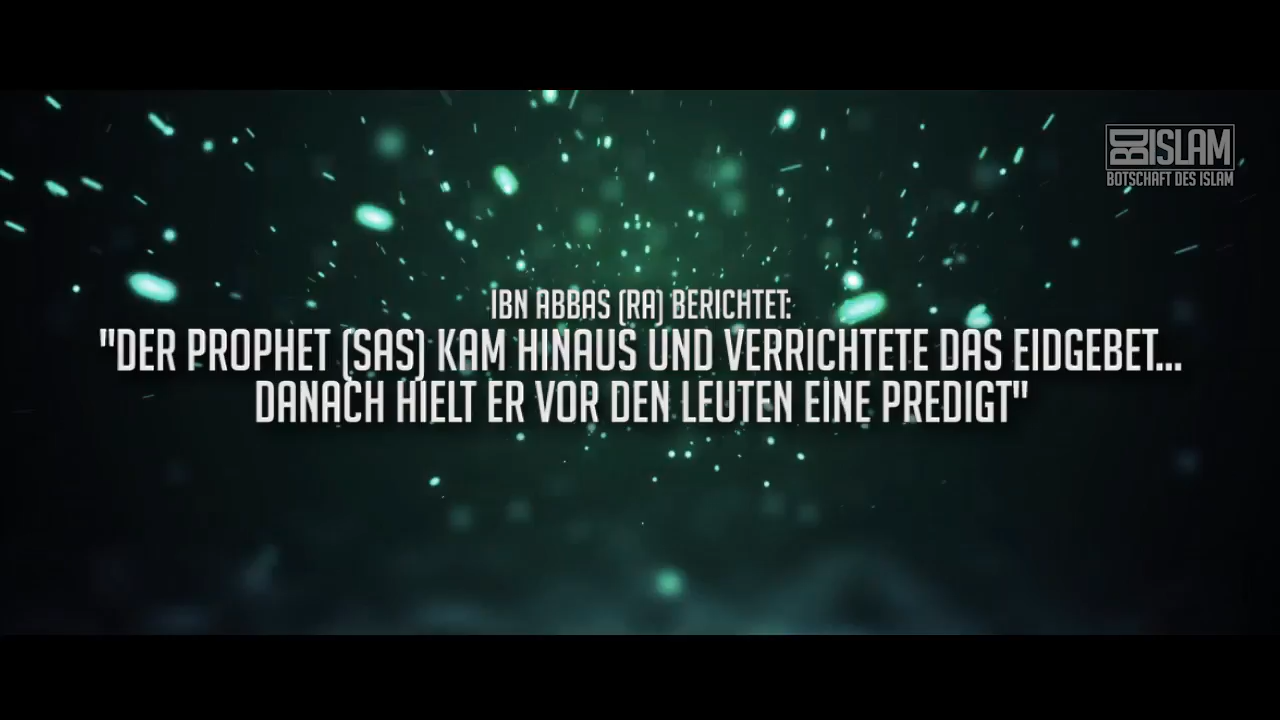 BDISLAM
BOTSCHAFT DES ISLAM
IBN ABBAS (RA) BERICHTET:
"DER PROPHET (SAS) KAM HINAUS UND VERRICHTETE DAS EIDGEBET...
DANACH HIELT ER VOR DEN LEUTEN EINE PREDIGT"